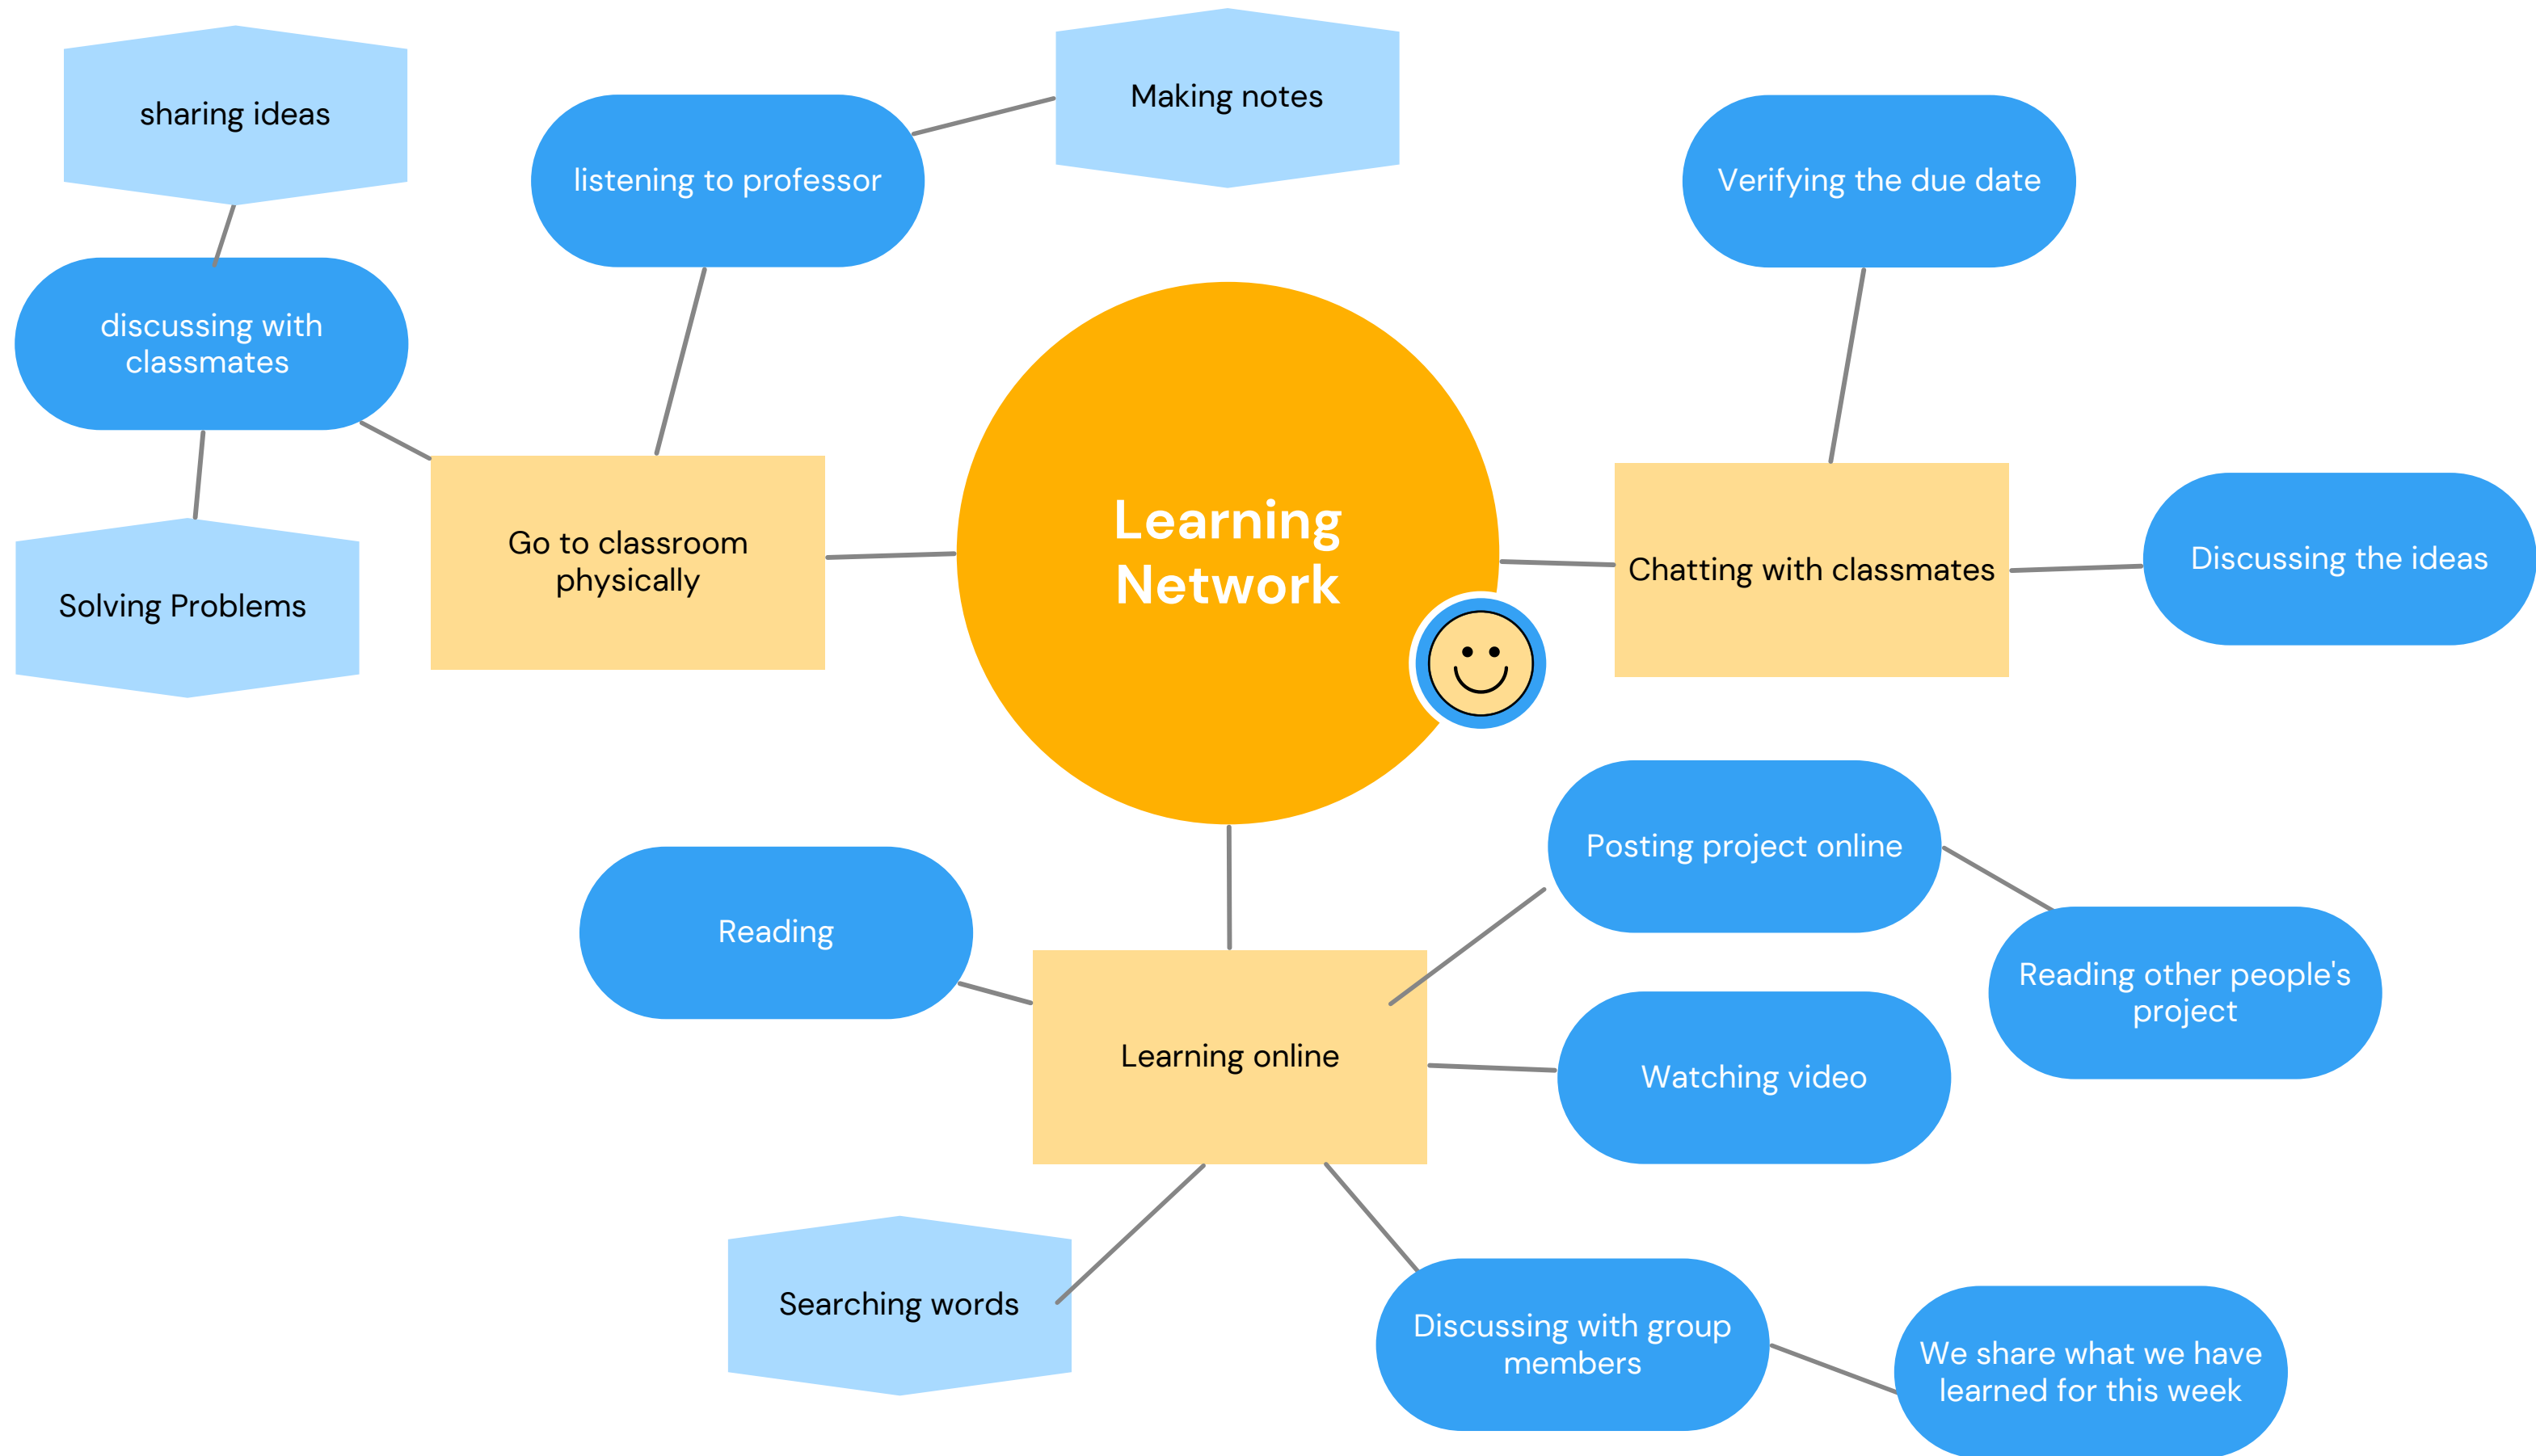 sharing ideas
Making notes
listening to professor
Verifying the due date
discussing with
classmates
Go to classroom
physically
Solving Problems
Learning
Network
Chatting with classmates
Discussing the ideas
Reading
Posting project online
Reading other people's
project
Learning online
Watching video
Searching words
Discussing with group
members
We share what we have
learned for this week